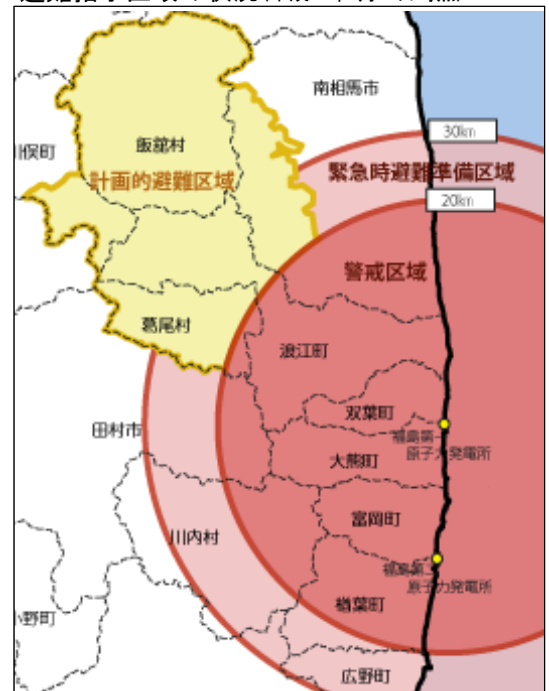 南相馬市
30km
飯舘村
計画的避難区域
緊急時避難準備区域
20km
警戒区域
葛尾村
浪江町
双葉町
田村市
福島第一
原子力発電所
大熊町
富岡町
川内村
福島第二
原子力発電所
楢葉町
小野町
広野町